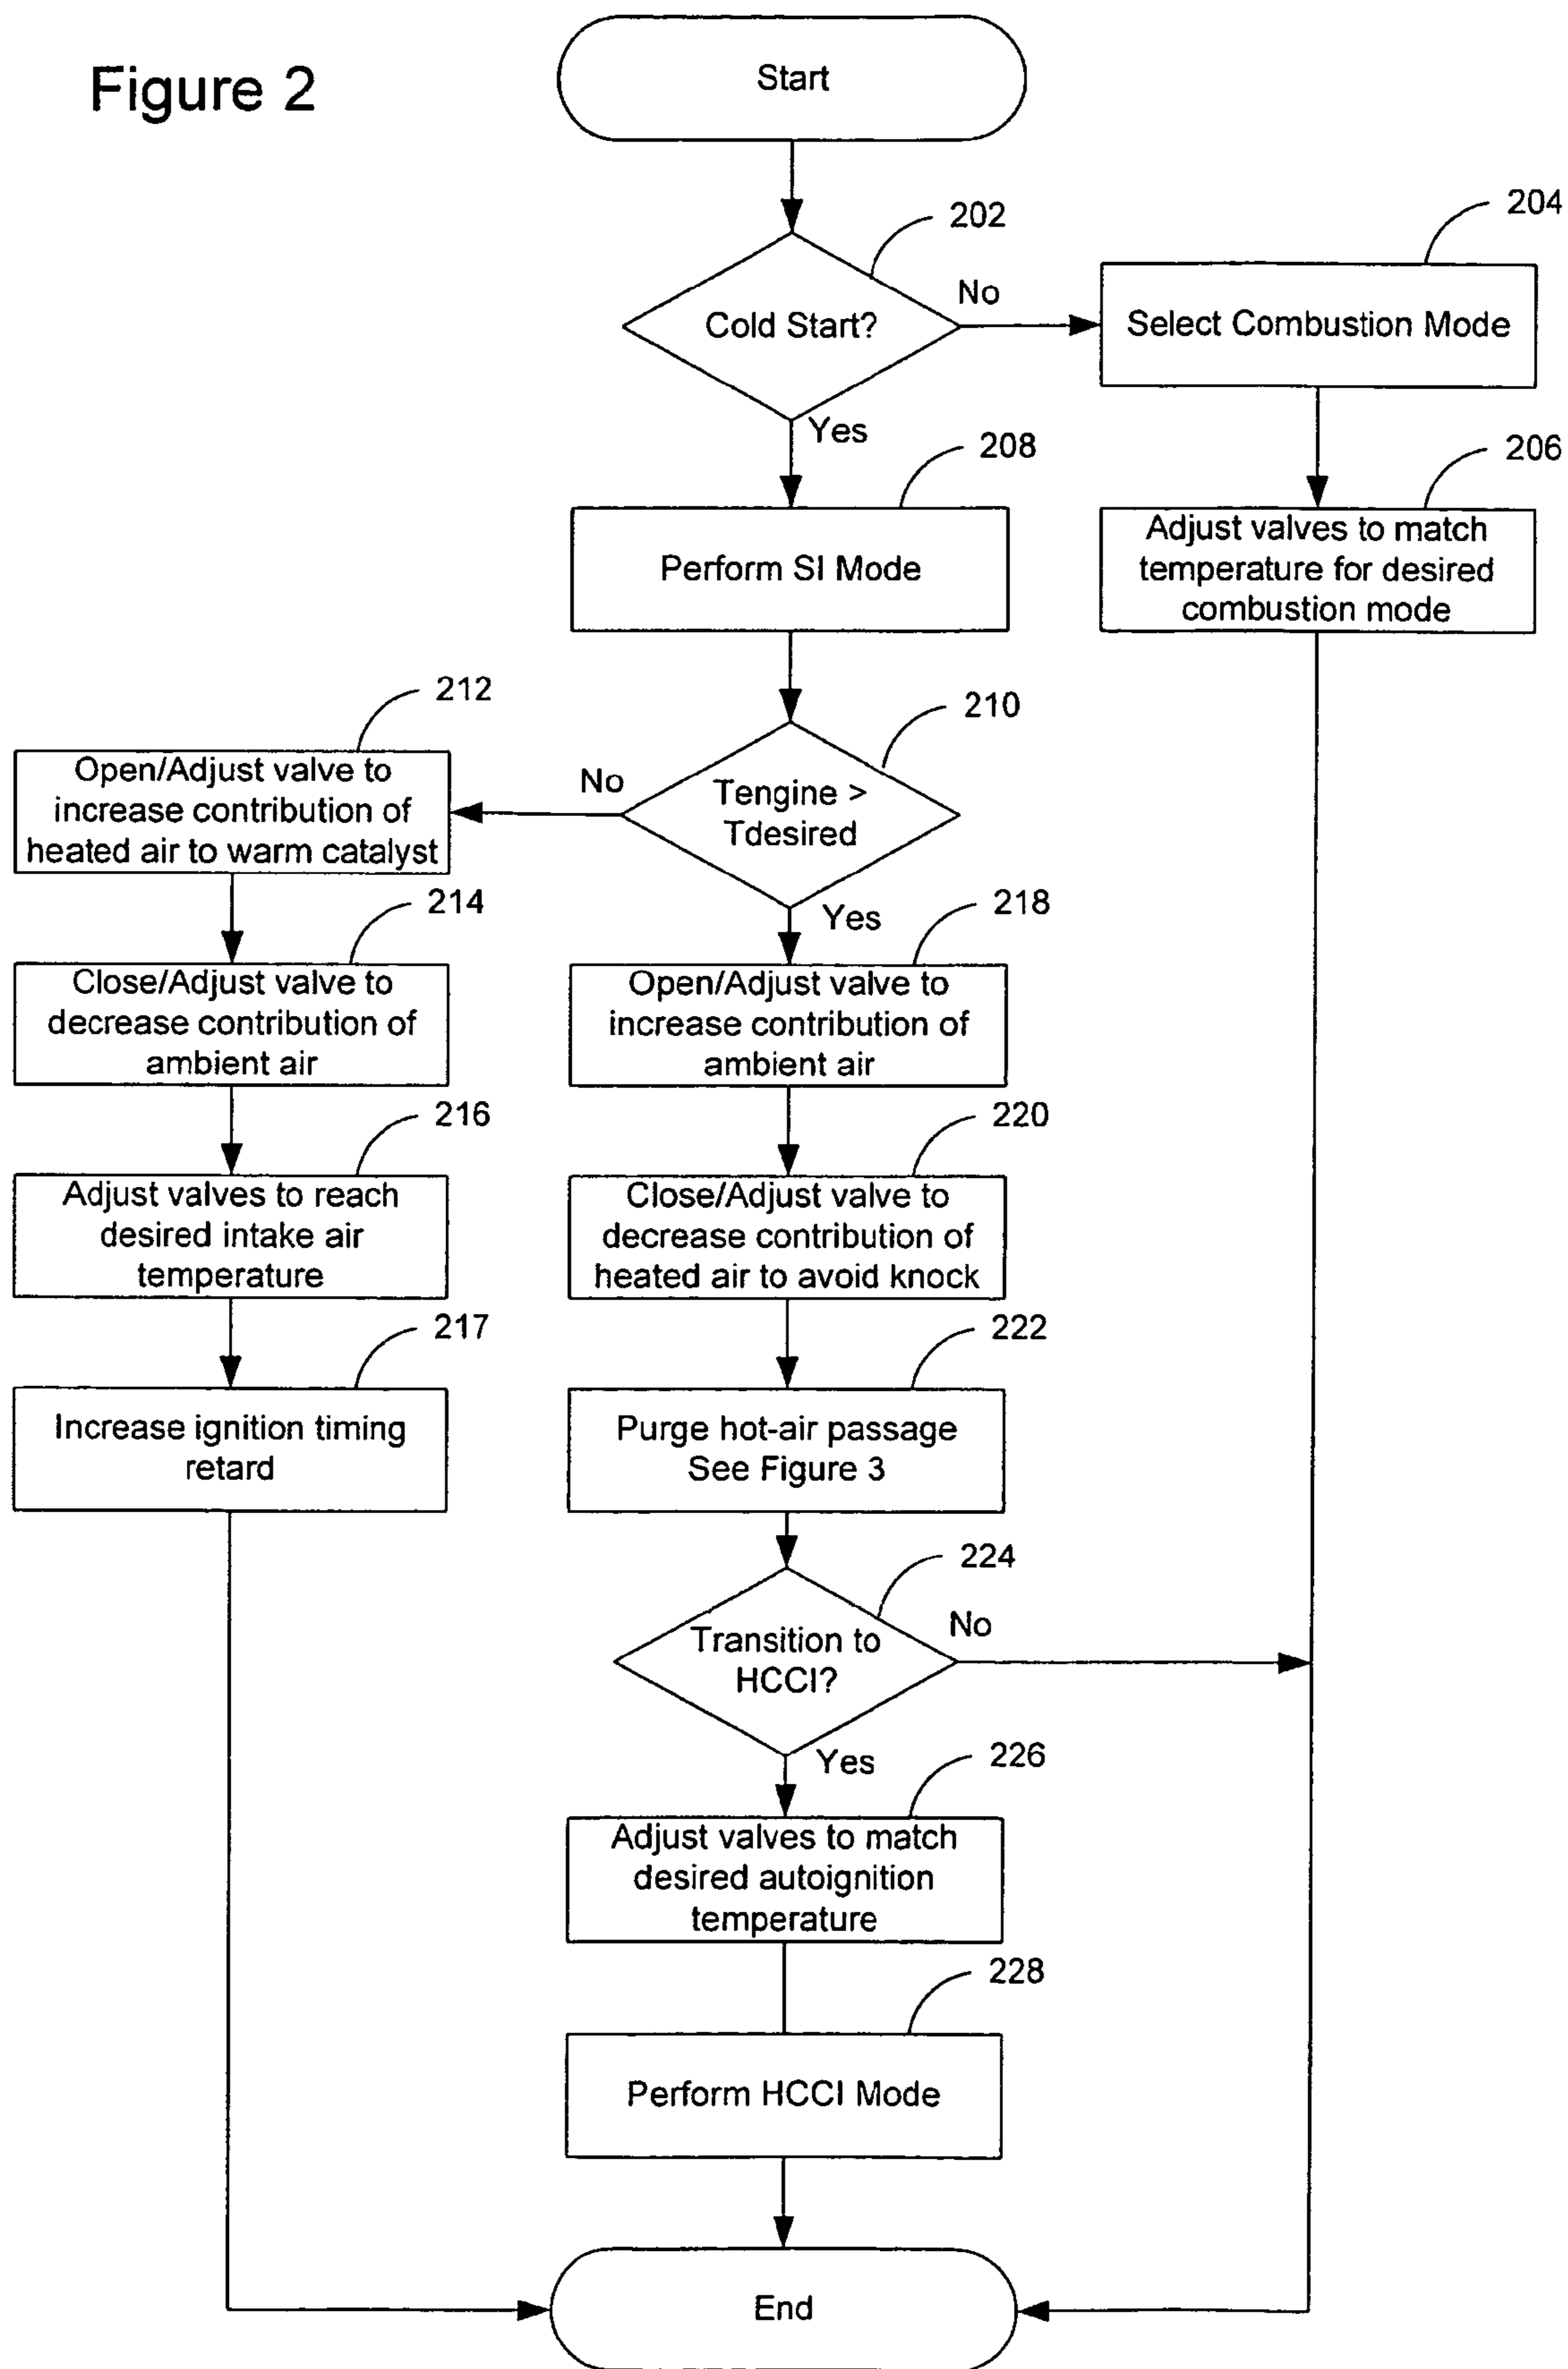 Figure 2
Start
202
204
Cold Start?
No
Select Combustion Mode
Yes
208
206
Perform SI Mode
Adjust valves to match
temperature for desired
combustion mode
212
210
Open/Adjust valve to
increase contribution of
heated air to warm catalyst
No
Tengine >
Tdesired
214
Yes
218
Close/Adjust valve to
decrease contribution of
ambient air
Open/Adjust valve to
increase contribution of
ambient air
216
220
Adjust valves to reach
desired intake air
temperature
Close/Adjust valve to
decrease contribution of
heated air to avoid knock
217
222
Increase ignition timing
retard
Purge hot-air passage
See Figure 3
224
Transition to
HCCI?
No
Yes
226
Adjust valves to match
desired autoignition
temperature
228
Perform HCCI Mode
End